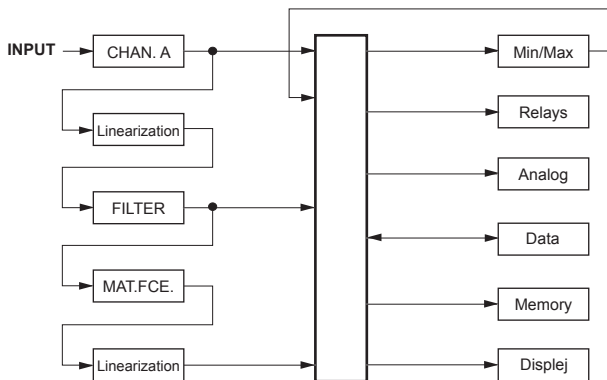 INPUT
CHAN. A
Linearization
FILTER
MAT.FCE.
Linearization
Min/Max
Relays
Analog
Data
Memory
Displej